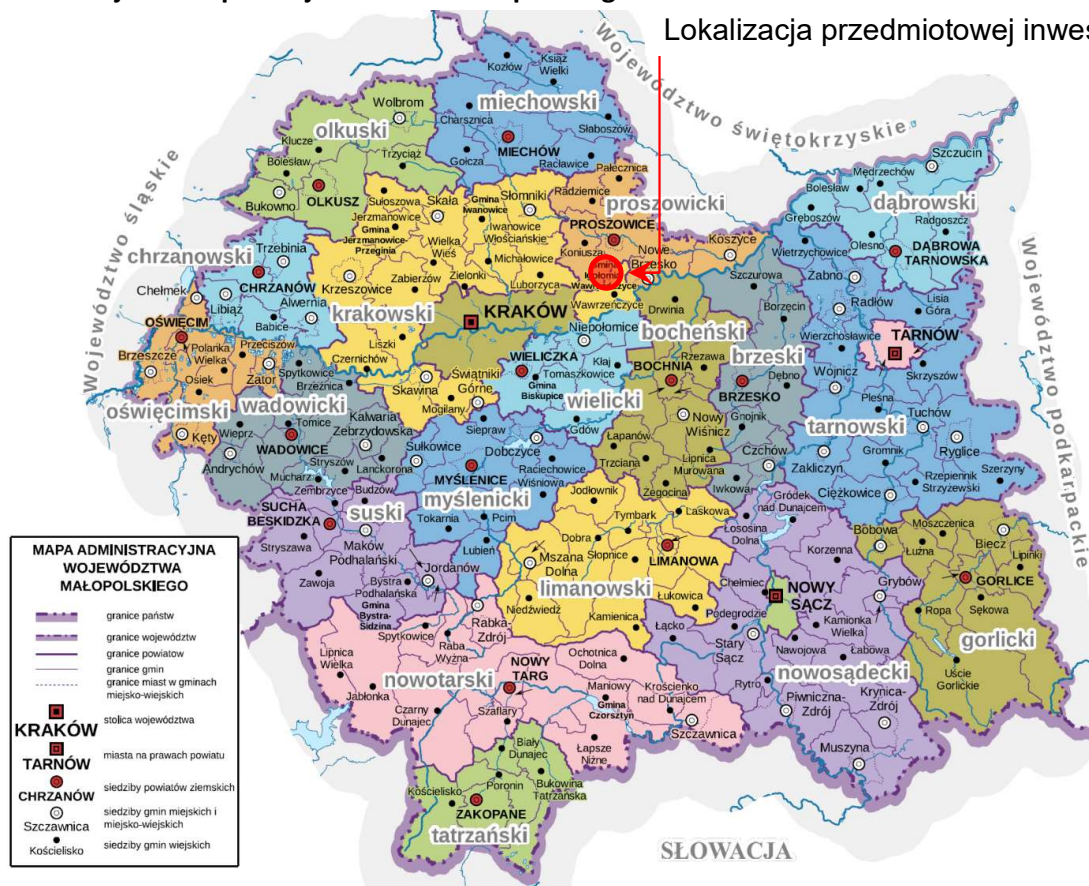 Lokalizacja przedmiotowej inwes
Województwo śląskie
Województwo świętokrzyskie
Województwo podkarpackie
SŁOWACJA
miechowski
Kozłów
Książ
Wielki
Charsznica
Słaboszów
MIECHÓW
Gołcza
Racławice
olkuski
Wolbrom
Klucze
Bolesław
Trzyciąż
Bukowno
OLKUSZ
proszowicki
Pałecznica
Radziemice
PROSZOWICE
Koniusza
Nowe
Brzesko
Koszyce
dąbrowski
Szczucin
Mędrzechów
Bolesław
Gręboszów
Radgoszcz
Olesno
DĄBROWA
TARNOWSKA
krakowski
Sułoszowa
Skała
Słomniki
Gmina
Iwanowice
Iwanowice
Włościańskie
Jerzmanowice
Gmina
Jerzmanowice-
Przeginia
Wielka
Wieś
Michałowice
Zabierzów
Zielonki
Luborzyca
Krzeszowice
Liszki
Czernichów
Skawina
Mogilany
Świątniki
Górne
Wawrzeńczyce
KRAKÓW
chrzanowski
Trzebinia
CHRZANÓW
Alwernia
Libiąż
Babice
oświęcimski
Chełmek
OŚWIĘCIM
Brzeszcze
Polanka
Wielka
Przeciszów
Osiek
Zator
Kęty
wadowicki
Spytkowice
Brzeźnica
Kalwaria
Zebrzydowska
Tomice
Wieprz
WADOWICE
Andrychów
Stryszów
Mucharz
Lanckorona
wielicki
Niepołomice
WIELICZKA
Kłaj
Tomaszkowice
Gmina
Biskupice
Gdów
bocheński
Drwinia
Rzezawa
BOCHNIA
Nowy
Wiśnicz
Łapanów
Trzciana
Lipnica
Murowana
Żegocina
brzeski
Szczurowa
Borzęcin
Dębno
BRZESKO
Gnojnik
Czchów
Iwkowa
tarnowski
Wietrzychowice
Żabno
Radłów
Lisia
Góra
Wierzchosławice
TARNÓW
Wojnicz
Skrzyszów
Pleśna
Tuchów
Ryglice
Gromnik
Zakliczyn
Rzepiennik
Strzyżewski
Szerzyny
Ciężkowice
myślenicki
Sułkowice
Siepraw
Dobczyce
Raciechowice
Wiśniowa
MYŚLENICE
Tokarnia
Pcim
Lubień
suski
Zembrzyce
Budzów
SUCHA
BESKIDZKA
Stryszawa
Maków
Podhalański
Zawoja
Jordanów
Bystra
Podhalańska
Gmina
Bystra-
Sidzina
limanowski
Jodłownik
Tymbark
Laskowa
Dobra
Mszana
Dolna
Słopnice
LIMANOWA
Niedźwiedź
Łukowica
Kamienica
nowosądecki
Gródek
nad Dunajcem
Łososina
Dolna
Korzenna
Chełmiec
NOWY
SĄCZ
Grybów
Podegrodzie
Kamionka
Wielka
Łącko
Stary
Sącz
Nawojowa
Łabowa
Rytro
Piwniczna-
Zdrój
Krynica-
Zdrój
Muszyna
gorlicki
Bobowa
Moszczenica
Łużna
Biecz
Lipinki
GORLICE
Ropa
Sękowa
Uście
Gorlickie
nowotarski
Spytkowice
Rabka-
Zdrój
Raba
Wyżna
Lipnica
Wielka
Jabłonka
NOWY
TARG
Ochotnica
Dolna
Czarny
Dunajec
Szaflary
Maniowy
Gmina
Czorsztyn
Krościenko
nad Dunajcem
Szczawnica
Łapsze
Niżne
tatrzański
Biały
Dunajec
Poronin
Bukowina
Tatrzańska
Kościelisko
ZAKOPANE
MAPA ADMINISTRACYJNA
WOJEWÓDZTWA
MAŁOPOLSKIEGO
granice państw
granice województw
granice powiatów
granice gmin
granice miast w gminach
miejsko-wiejskich
KRAKÓW
stolica województwa
TARNÓW
miasta na prawach powiatu
CHRZANÓW
siedziby powiatów ziemskich
Szczawnica
siedziby gmin miejskich i
miejsko-wiejskich
Kościelisko
siedziby gmin wiejskich